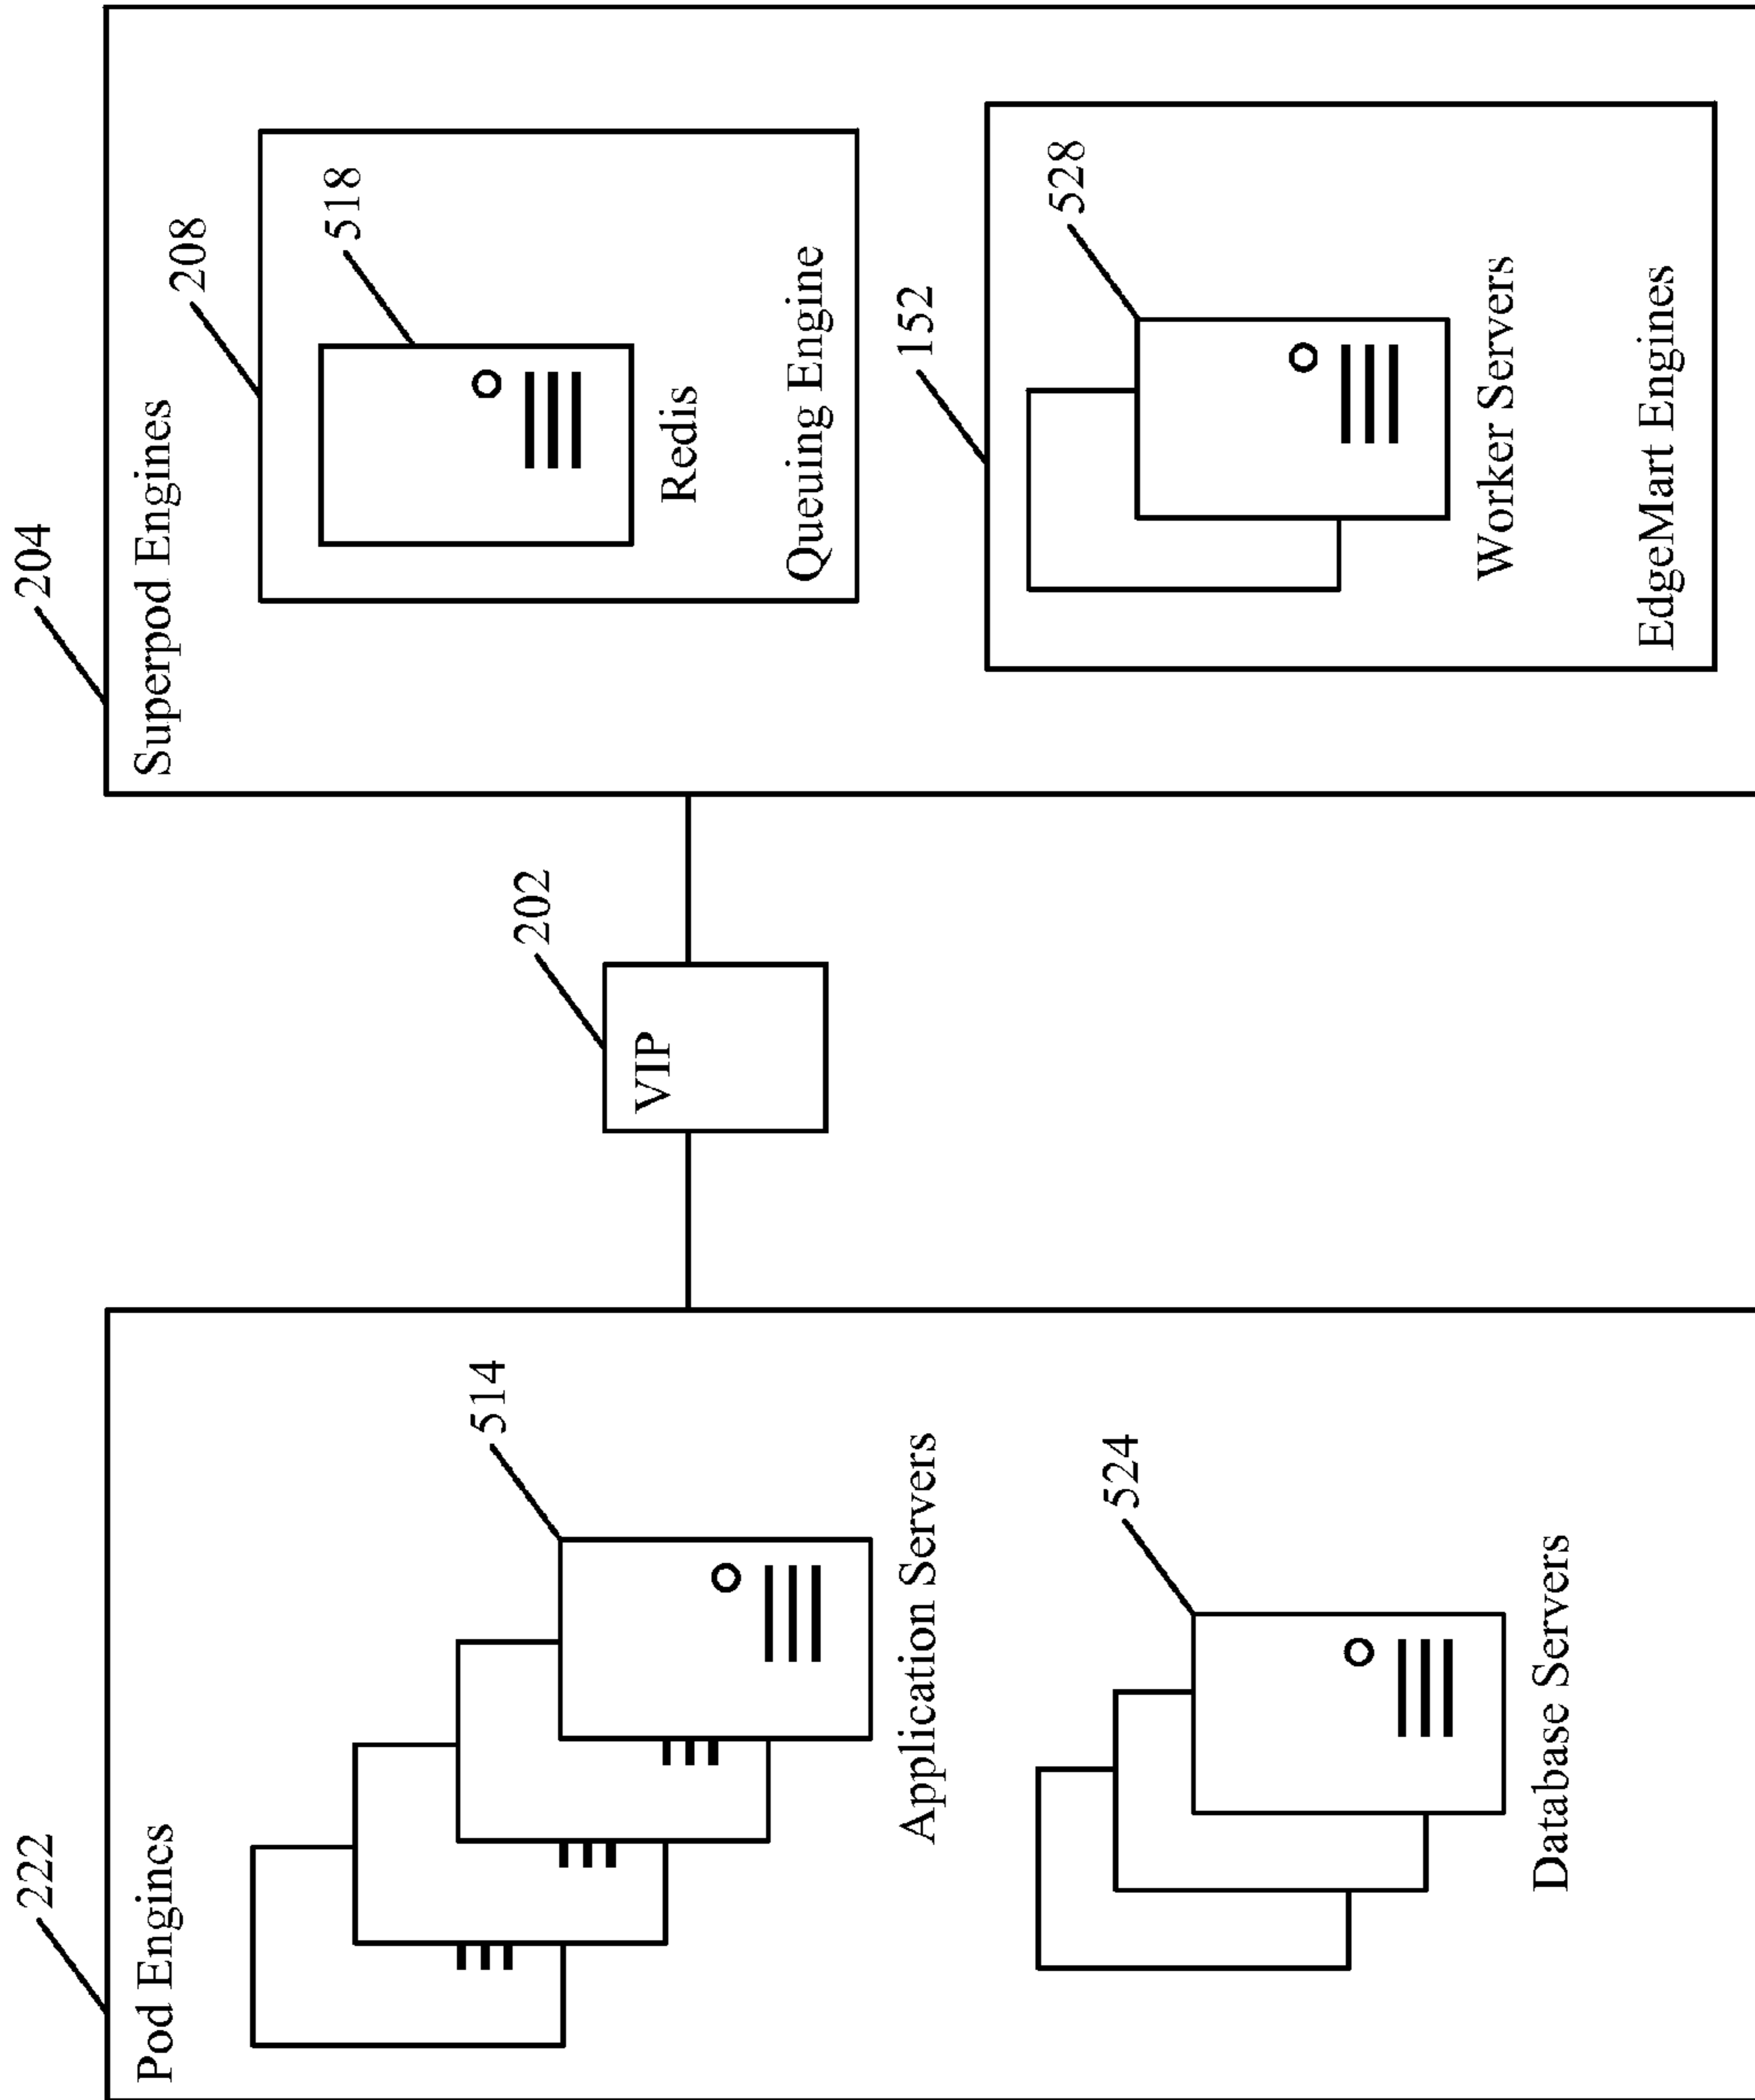 222
Pod Engines
514
Application Servers
524
Database Servers
202
VIP
204
Superpod Engines
208
518
Redis
Queuing Engine
152
528
Worker Servers
EdgeMart Engines